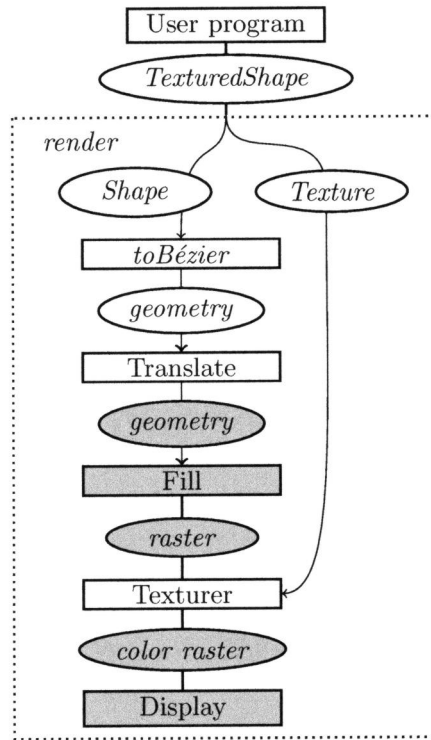 User program
TexturedShape
render
Shape
Texture
toBézier
geometry
Translate
geometry
Fill
raster
Texturer
color raster
Display